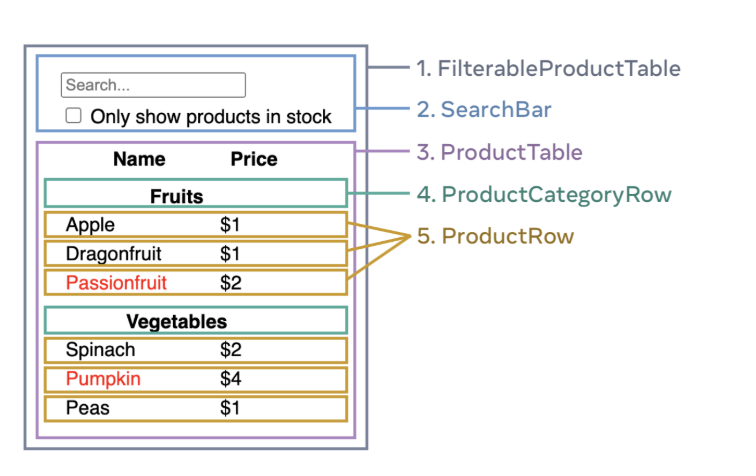 1. FilterableProductTable
Search...
2. SearchBar
Only show products in stock
3. ProductTable
Name Price
4. ProductCategoryRow
Fruits
Apple $1
5. ProductRow
Dragonfruit $1
Passionfruit $2
Vegetables
Spinach $2
Pumpkin $4
Peas $1